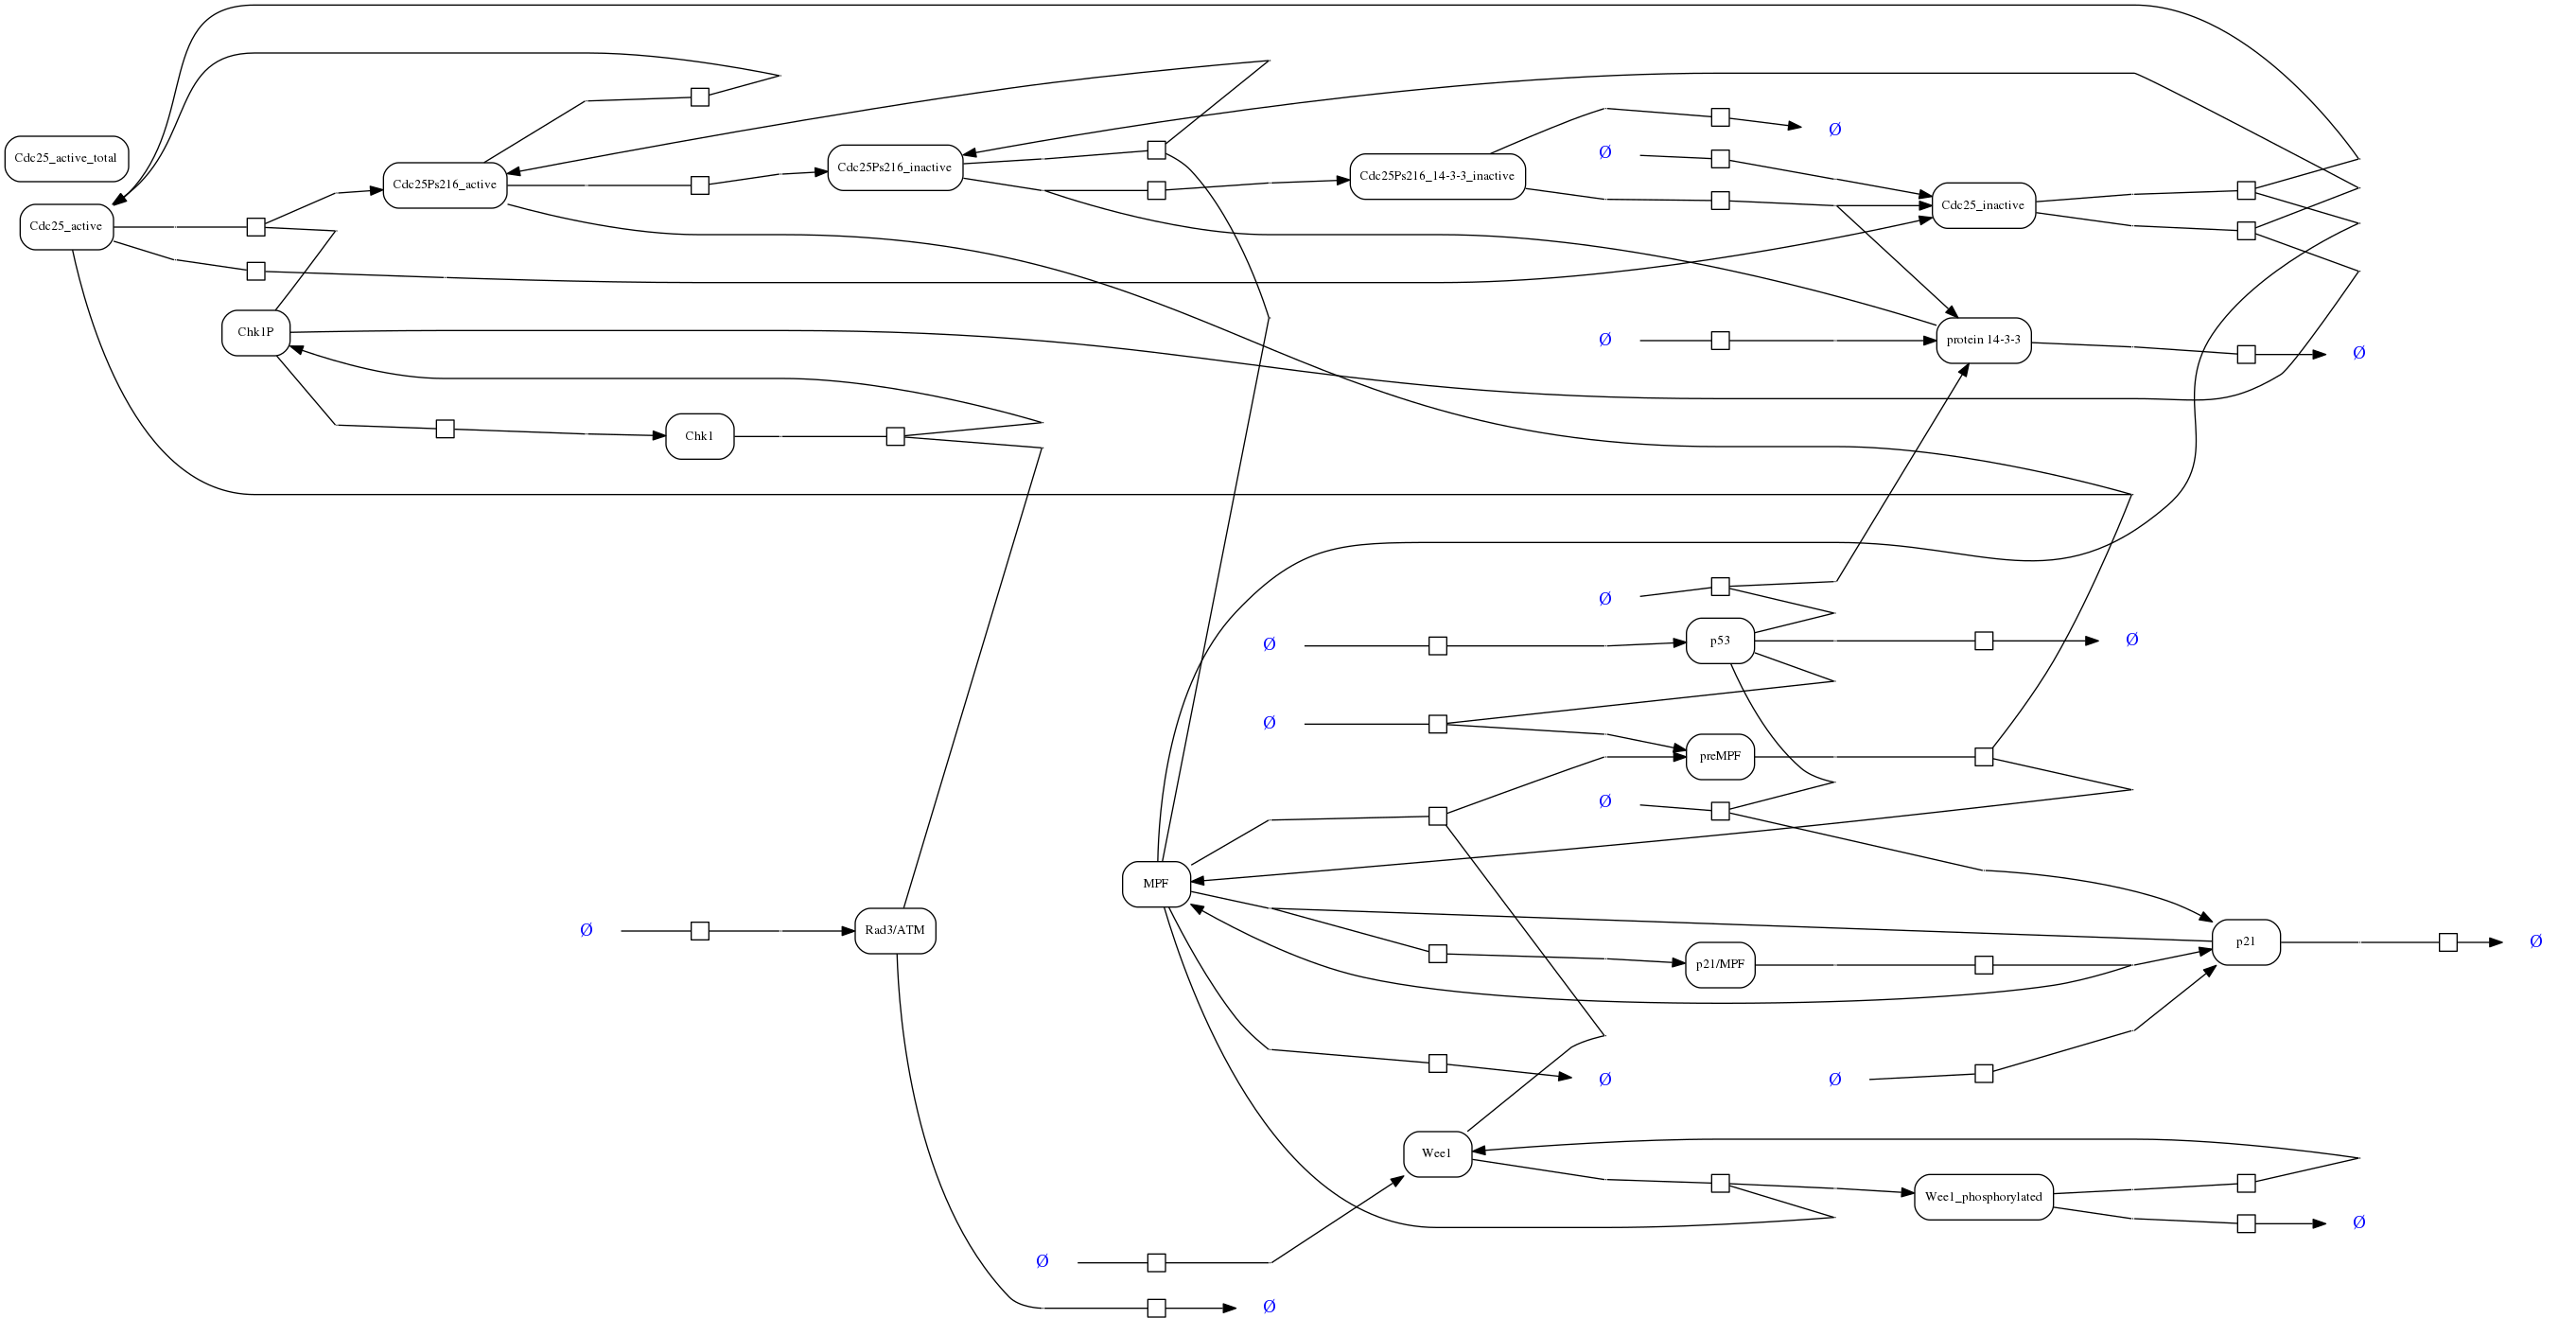 Ø
Cdc25_active_total
Ø
Cdc25Ps216_inactive
Cdc25Ps216_14-3-3_inactive
Cdc25Ps216_active
Cdc25_inactive
Cdc25_active
Chk1P
Ø
protein 14-3-3
Ø
Chk1
Ø
Ø
p53
Ø
Ø
preMPF
Ø
MPF
Ø
Rad3/ATM
p21
Ø
p21/MPF
Ø
Ø
Wee1
Wee1_phosphorylated
Ø
Ø
Ø